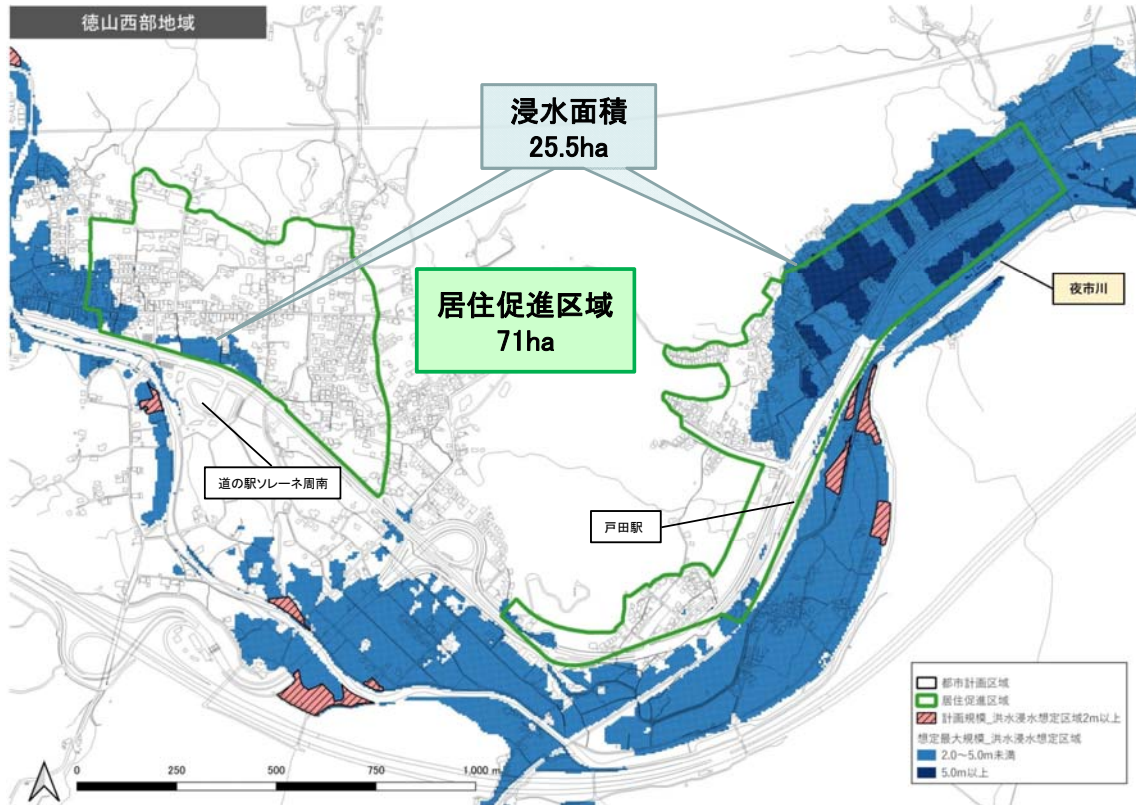 徳山西部地域
浸水面積
25.5ha
居住促進区域
71ha
夜市川
道の駅ソレーネ周南
戸田駅
都市計画区域
居住促進区域
計画規模_洪水浸水想定区域2m以上
想定最大規模_洪水浸水想定区域
2.0～5.0m未満
5.0m以上
0 250 500 750 1,000 m